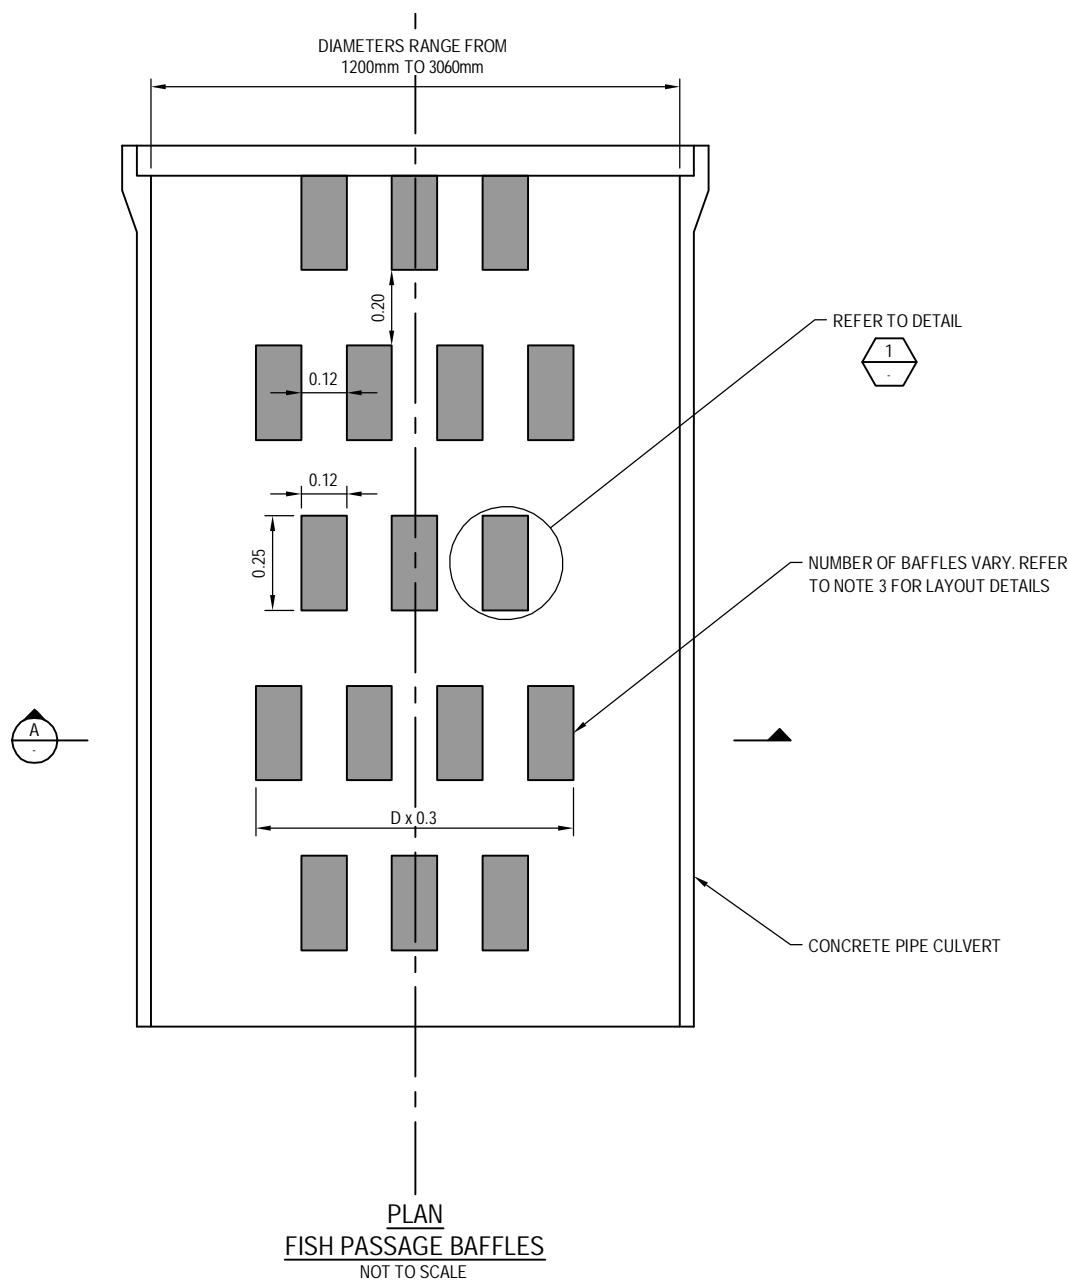 DIAMETERS RANGE FROM
1200mm TO 3060mm
0.20
REFER TO DETAIL
1
-
0.12
0.12
0.25
NUMBER OF BAFFLES VARY. REFER
TO NOTE 3 FOR LAYOUT DETAILS
A
-
D x 0.3
CONCRETE PIPE CULVERT
PLAN
FISH PASSAGE BAFFLES
NOT TO SCALE